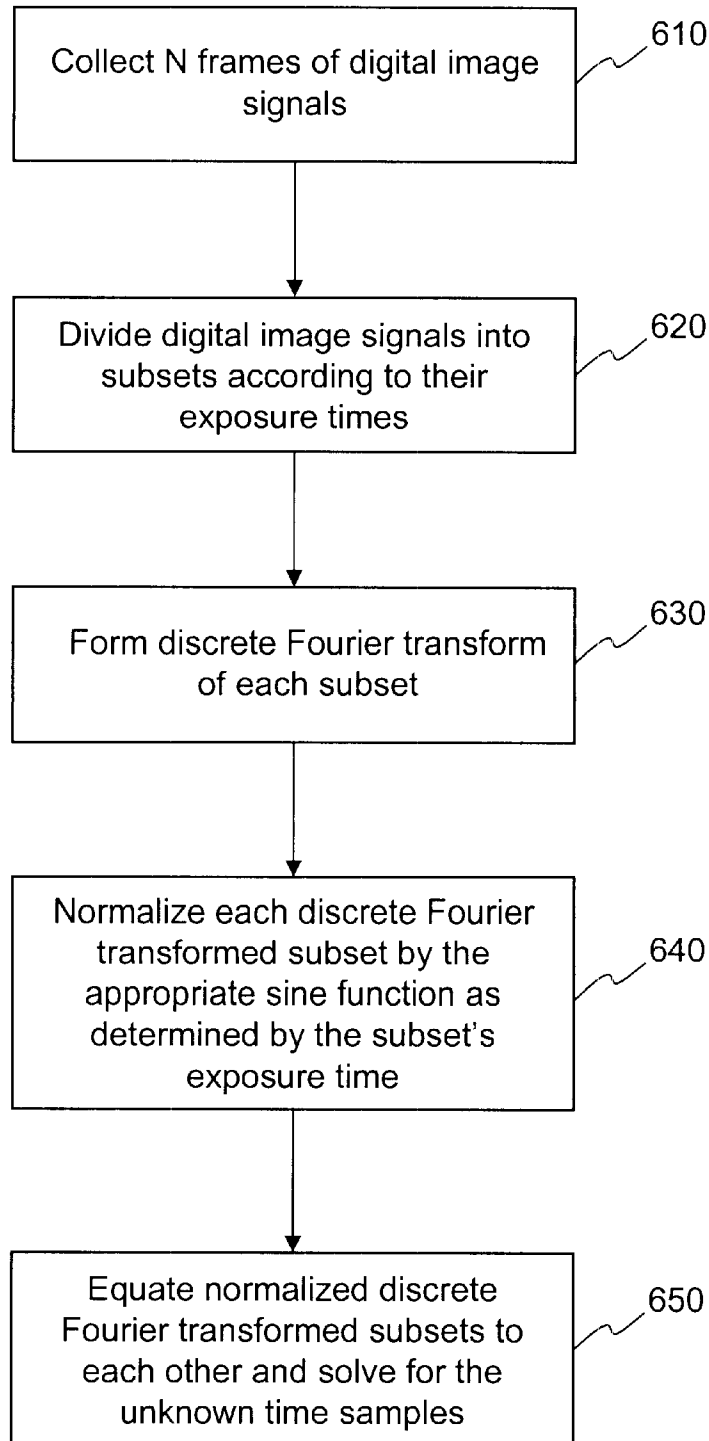 Collect N frames of digital image
signals
610
Divide digital image signals into
subsets according to their
exposure times
620
Form discrete Fourier transform
of each subset
630
Normalize each discrete Fourier
transformed subset by the
appropriate sine function as
determined by the subset's
exposure time
640
Equate normalized discrete
Fourier transformed subsets to
each other and solve for the
unknown time samples
650